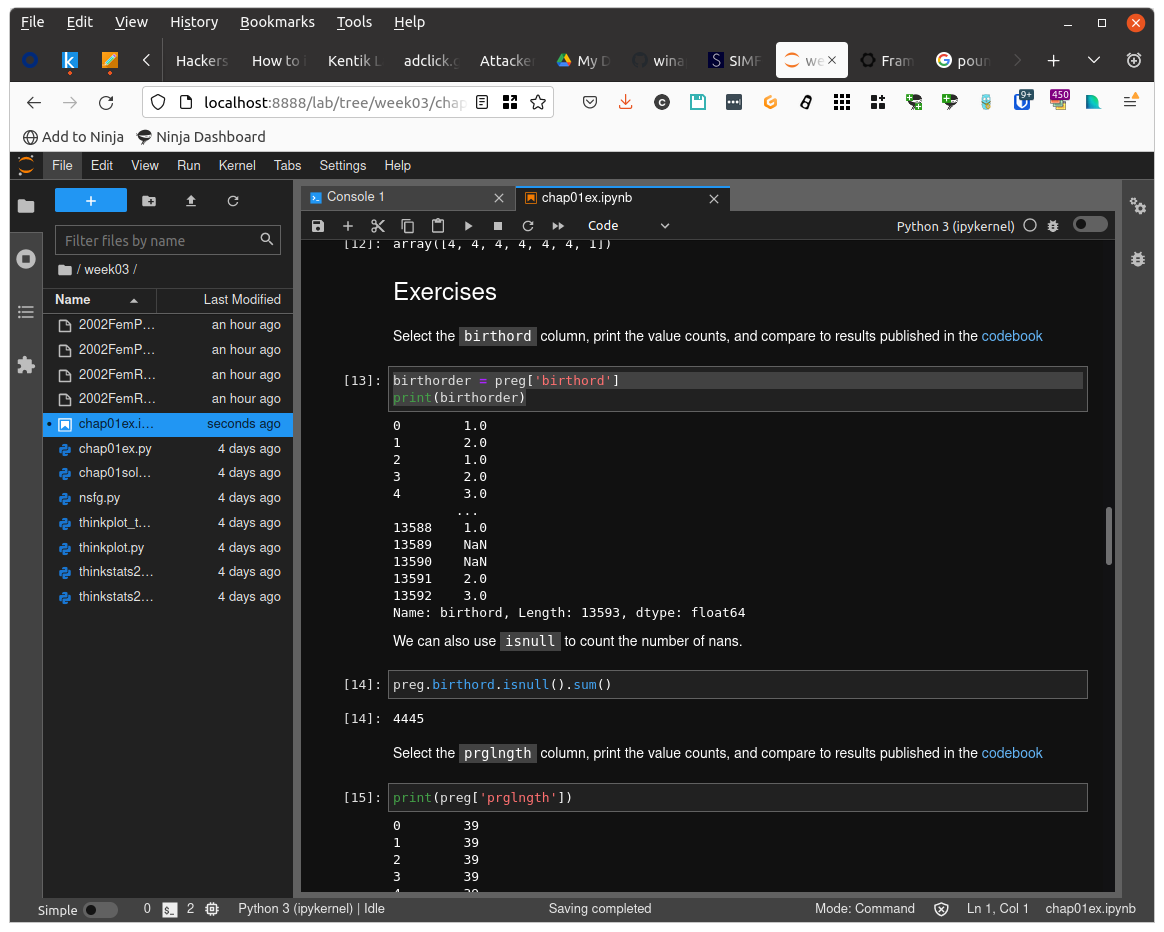 File Edit View History Bookmarks Tools Help
Hackers How to Kentik adclick. Attacke My D wina SIMF we Fram poun
localhost:8888/lab/tree/week03/chap
9+ 450
Add to Ninja Ninja Dashboard
File Edit View Run Kernel Tabs Settings Help
Console 1 chap01ex.ipynb
Code Python 3 (ipykernel)
Filter files by name
/ week03 /
Name Last Modified
2002FemP... an hour ago
2002FemP... an hour ago
2002FemR... an hour ago
2002FemR... an hour ago
chap01ex.i... seconds ago
chap01ex.py 4 days ago
chap01sol... 4 days ago
nsfg.py 4 days ago
thinkplot_t... 4 days ago
thinkplot.py 4 days ago
thinkstats2... 4 days ago
thinkstats2... 4 days ago
[12]: array([4, 4, 4, 4, 4, 4, 1])
Exercises
Select the birthord column, print the value counts, and compare to results published in the codebook
[13]: birthorder = preg['birthord']
print(birthorder)
0 1.0
1 2.0
2 1.0
3 2.0
4 3.0
...
13588 1.0
13589 NaN
13590 NaN
13591 2.0
13592 3.0
Name: birthord, Length: 13593, dtype: float64
We can also use isnull to count the number of nans.
[14]: preg.birthord.isnull().sum()
[14]: 4445
Select the prglngth column, print the value counts, and compare to results published in the codebook
[15]: print(preg['prglngth'])
0 39
1 39
2 39
3 39
4 39
Simple 0 2 Python 3 (ipykernel) | Idle Saving completed Mode: Command Ln 1, Col 1 chap01ex.ipynb